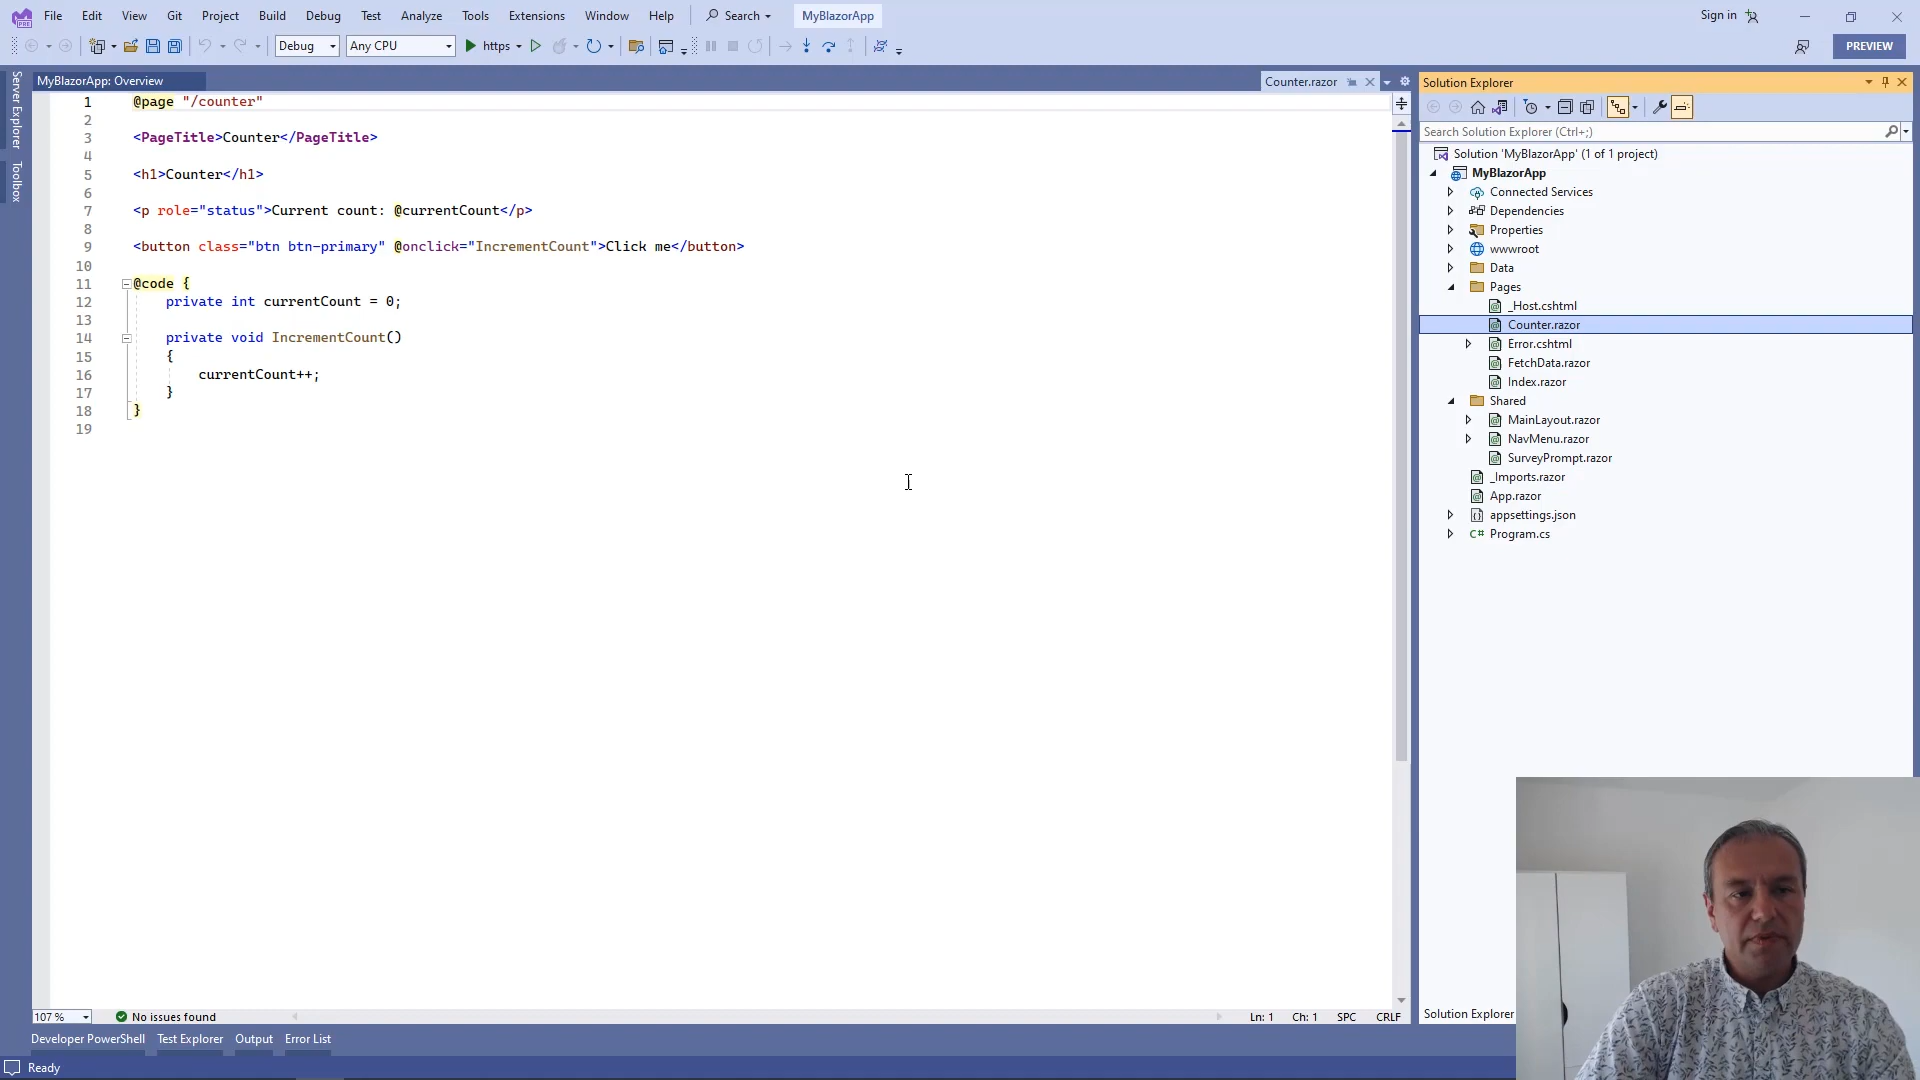 File Edit View Git Project Build Debug Test Analyze Tools Extensions Window Help Search MyBlazorApp Sign in
Debug Any CPU https PREVIEW
Server Explorer
Toolbox
MyBlazorApp: Overview
Counter.razor
1 @page "/counter"
2
3 <PageTitle>Counter</PageTitle>
4
5 <h1>Counter</h1>
6
7 <p role="status">Current count: @currentCount</p>
8
9 <button class="btn btn-primary" @onclick="IncrementCount">Click me</button>
10
11 @code {
12 private int currentCount = 0;
13
14 private void IncrementCount()
15 {
16 currentCount++;
17 }
18 }
19
107 % No issues found Ln: 1 Ch: 1 SPC CRLF
Developer PowerShell Test Explorer Output Error List
Ready
Solution Explorer
Search Solution Explorer (Ctrl+;)
Solution 'MyBlazorApp' (1 of 1 project)
MyBlazorApp
Connected Services
Dependencies
Properties
wwwroot
Data
Pages
_Host.cshtml
Counter.razor
Error.cshtml
FetchData.razor
Index.razor
Shared
MainLayout.razor
NavMenu.razor
SurveyPrompt.razor
_Imports.razor
App.razor
appsettings.json
C# Program.cs
Solution Explorer